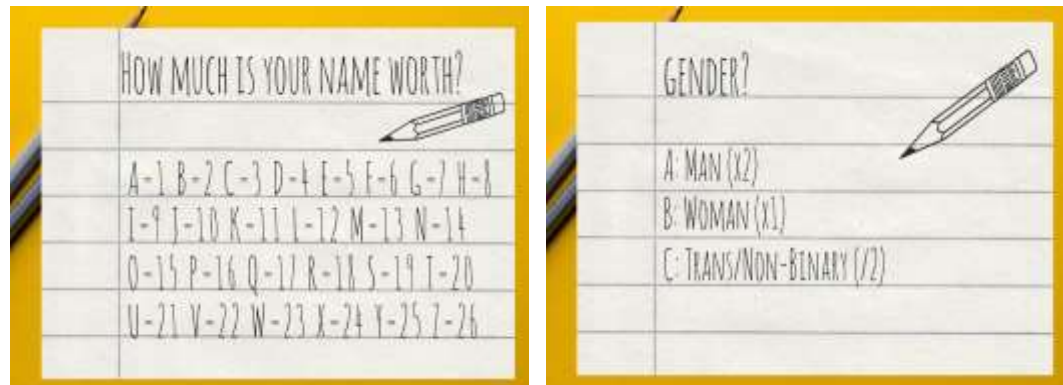 HOW MUCH IS YOUR NAME WORTH?
A-1 B-2 C-3 D-4 E-5 F-6 G-7 H-8
I-9 J-10 K-11 L-12 M-13 N-14
O-15 P-16 Q-17 R-18 S-19 T-20
U-21 V-22 W-23 X-24 Y-25 Z-26
GENDER?
A: MAN (X2)
B: WOMAN (X1)
C: TRANS/NON-BINARY (/2)